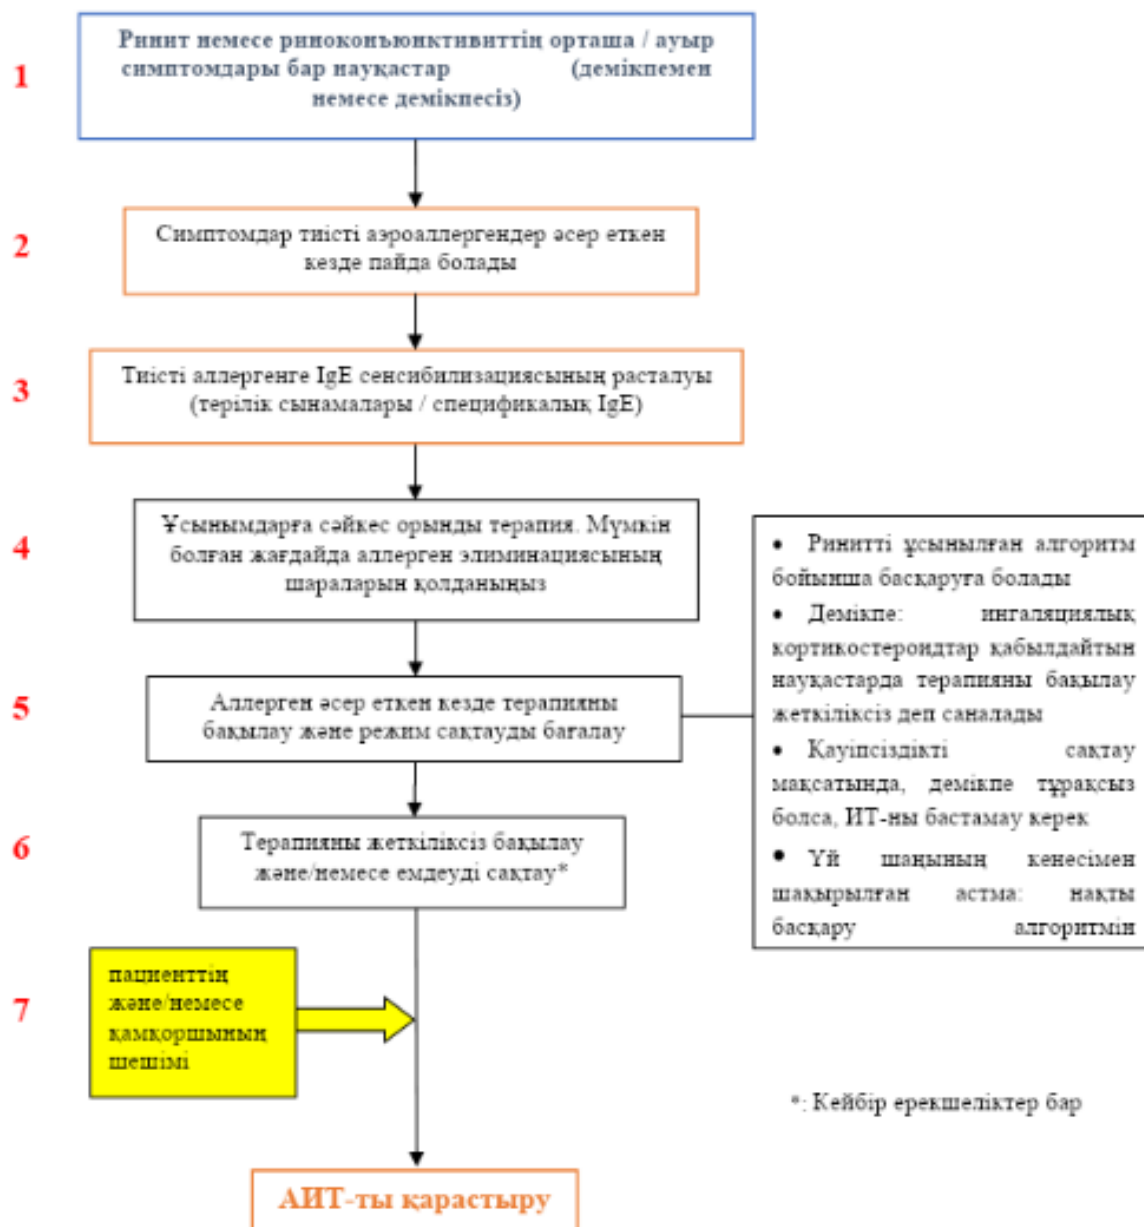 1
Ринит немесе риноконъюнктивиттің орташа / ауыр
симптомдары бар науқастар (демікпемен
немесе демікпесіз)
2
Симптомдар тиісті аэроаллергендер әсер еткен
кезде пайда болады
3
Тиісті аллергенге IgE сенсибилизациясының расталуы
(терілік сынамалары / спецификалық IgE)
4
Ұсынымдарға сәйкес орынды терапия. Мүмкін
болған жағдайда аллерген элиминациясының
шараларын қолданыңыз
5
Аллерген әсер еткен кезде терапияны
бақылау және режим сақтауды бағалау
• Ринитті ұсынылған алгоритм
бойынша басқаруға болады
• Демікпе: ингаляциялық
кортикостероидтар қабылдайтын
науқастарда терапияны бақылау
жеткіліксіз деп саналады
• Қауіпсіздікті сақтау
мақсатында, демікпе тұрақсыз
болса, ИТ-ны бастамау керек
• Үй шаңының кенесімен
шақырылған астма: нақты
басқару алгоритмін
6
Терапияны жеткіліксіз бақылау
және/немесе емдеуді сақтау*
7
пациенттің
және/немесе
қамқоршының
шешімі
*: Кейбір ерекшеліктер бар
АИТ-ты қарастыру